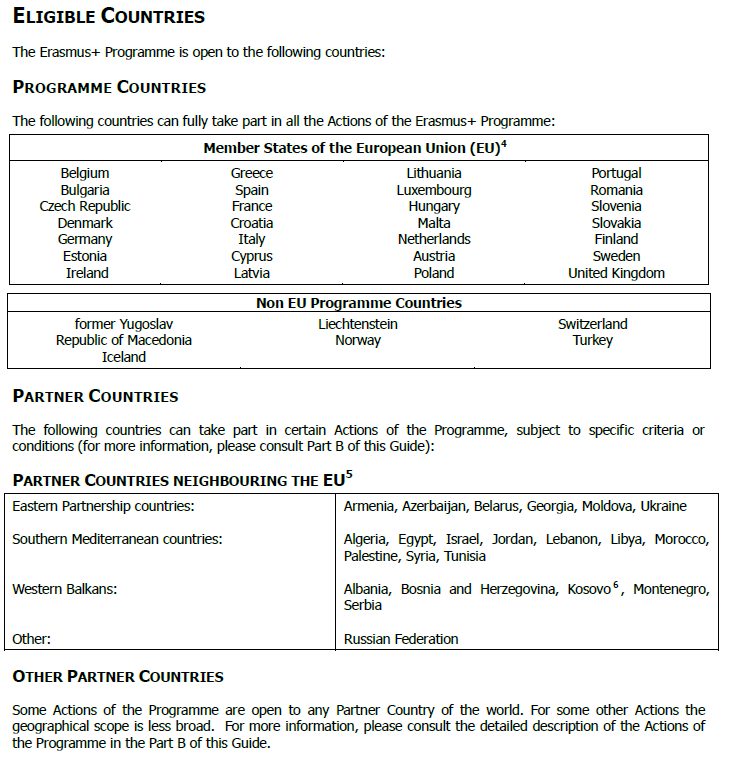 ELIGIBLE COUNTRIES
The Erasmus+ Programme is open to the following countries:
PROGRAMME COUNTRIES
The following countries can fully take part in all the Actions of the Erasmus+ Programme:
Member States of the European Union (EU)4
Belgium Greece Lithuania Portugal
Bulgaria Spain Luxembourg Romania
Czech Republic France Hungary Slovenia
Denmark Croatia Malta Slovakia
Germany Italy Netherlands Finland
Estonia Cyprus Austria Sweden
Ireland Latvia Poland United Kingdom
Non EU Programme Countries
former Yugoslav Liechtenstein Switzerland
Republic of Macedonia Norway Turkey
Iceland
PARTNER COUNTRIES
The following countries can take part in certain Actions of the Programme, subject to specific criteria or
conditions (for more information, please consult Part B of this Guide):
PARTNER COUNTRIES NEIGHBOURING THE EU5
Eastern Partnership countries: Armenia, Azerbaijan, Belarus, Georgia, Moldova, Ukraine
Southern Mediterranean countries: Algeria, Egypt, Israel, Jordan, Lebanon, Libya, Morocco,
Palestine, Syria, Tunisia
Western Balkans: Albania, Bosnia and Herzegovina, Kosovo6, Montenegro,
Serbia
Other: Russian Federation
OTHER PARTNER COUNTRIES
Some Actions of the Programme are open to any Partner Country of the world. For some other Actions the
geographical scope is less broad. For more information, please consult the detailed description of the Actions of
the Programme in the Part B of this Guide.